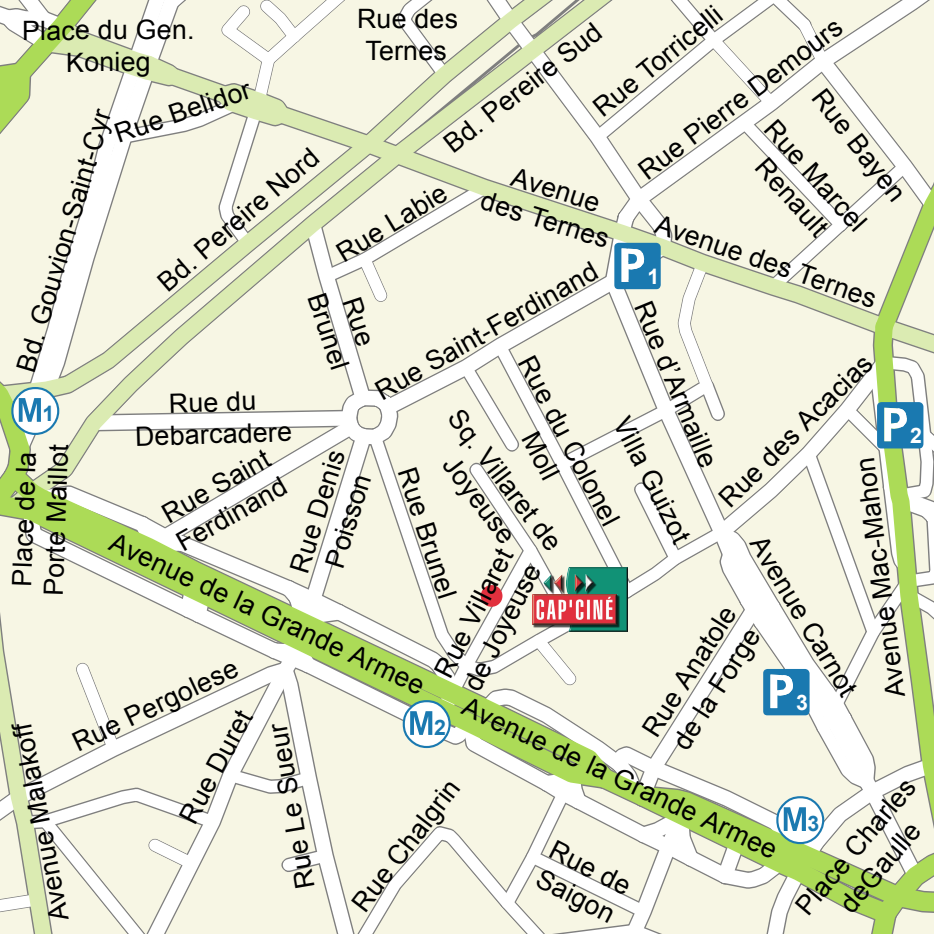 Place du Gen.
Konieg
Rue des
Ternes
Rue Torricelli
Rue Pierre Demours
Bd. Pereire Sud
Rue Belidor
Rue Bayen
Rue Marcel
Renault
Bd. Gouvion-Saint-Cyr
Bd. Pereire Nord
Rue Labie
Avenue
des Ternes
Avenue des Ternes
P1
Rue
Brunel
Rue Saint-Ferdinand
Rue d'Armaille
M1
Rue du
Debarcadere
Sq. Villaret de
Joyeuse
Rue du Colonel
Moll
Villa Guizot
Rue des Acacias
P2
Place de la
Porte Maillot
Rue Saint
Ferdinand
Rue Denis
Poisson
Rue Brunel
Avenue Mac-Mahon
Avenue de la Grande Armee
Rue Villaret
de Joyeuse
CAP'CINÉ
Avenue Carnot
Rue Anatole
de la Forge
P3
Rue Pergolese
M2
Avenue de la Grande Armee
Avenue Malakoff
Rue Duret
Rue Le Sueur
Rue Chalgrin
M3
Rue de
Saigon
Place Charles
deGaulle